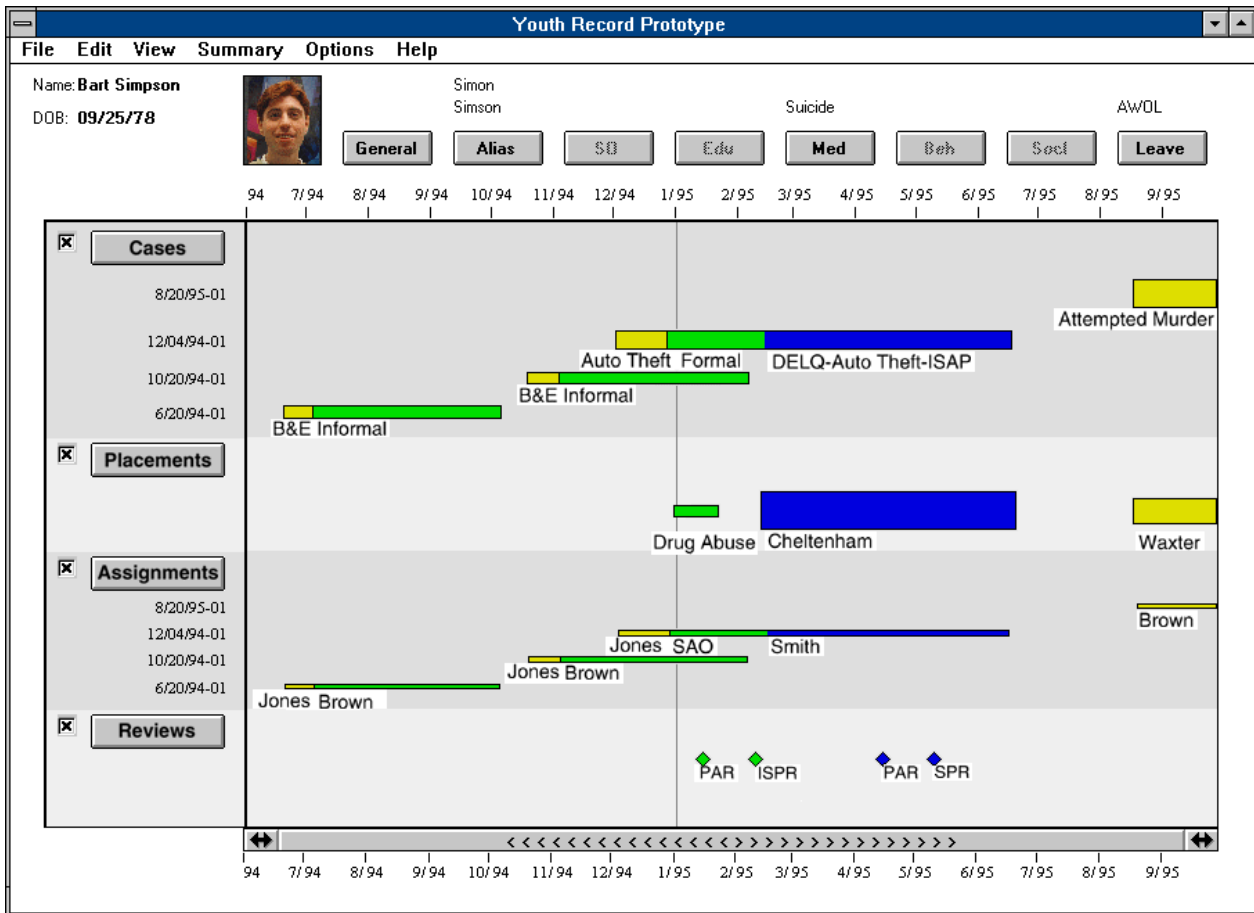 Youth Record Prototype
File Edit View Summary Options Help
Name: Bart Simpson
DOB: 09/25/78
Simon
Simson
Suicide
AWOL
General Alias SO Edu Med Beh Socl Leave
94 7/94 8/94 9/94 10/94 11/94 12/94 1/95 2/95 3/95 4/95 5/95 6/95 7/95 8/95 9/95
Cases
8/20/95-01
Attempted Murder
12/04/94-01
Auto Theft Formal DELQ-Auto Theft-ISAP
10/20/94-01
B&E Informal
6/20/94-01
B&E Informal
Placements
Drug Abuse Cheltenham Waxter
Assignments
8/20/95-01
Brown
12/04/94-01
Jones SAO Smith
10/20/94-01
Jones Brown
6/20/94-01
Jones Brown
Reviews
PAR ISPR PAR SPR
< < < < < < < < < < < < < < < > > > > > > > > > > > > >
94 7/94 8/94 9/94 10/94 11/94 12/94 1/95 2/95 3/95 4/95 5/95 6/95 7/95 8/95 9/95